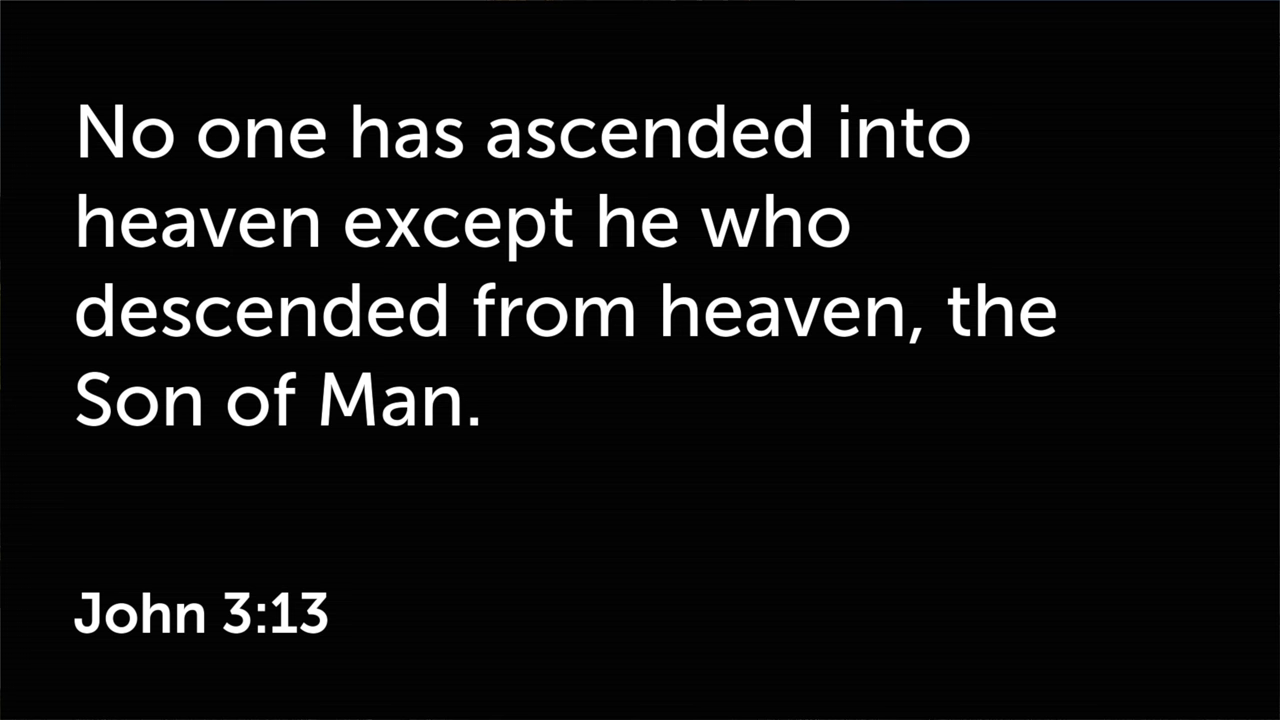 No one has ascended into
heaven except he who
descended from heaven, the
Son of Man.
John 3:13